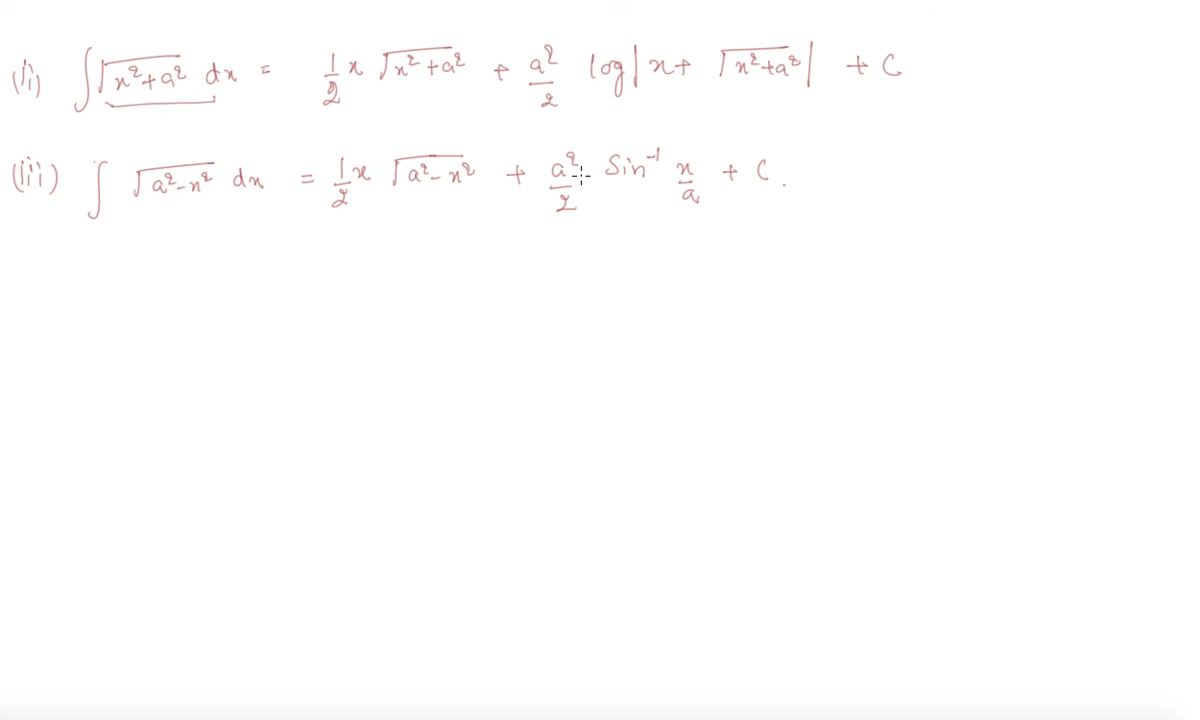 (ii) ∫√(x²+a²) dx = 1/2 x √(x²+a²) + a²/2 log|x+ √(x²+a²)| + C
(iii) ∫ √(a²-x²) dx = 1/2 x √(a²-x²) + a²/2 Sin⁻¹ x/a + C.